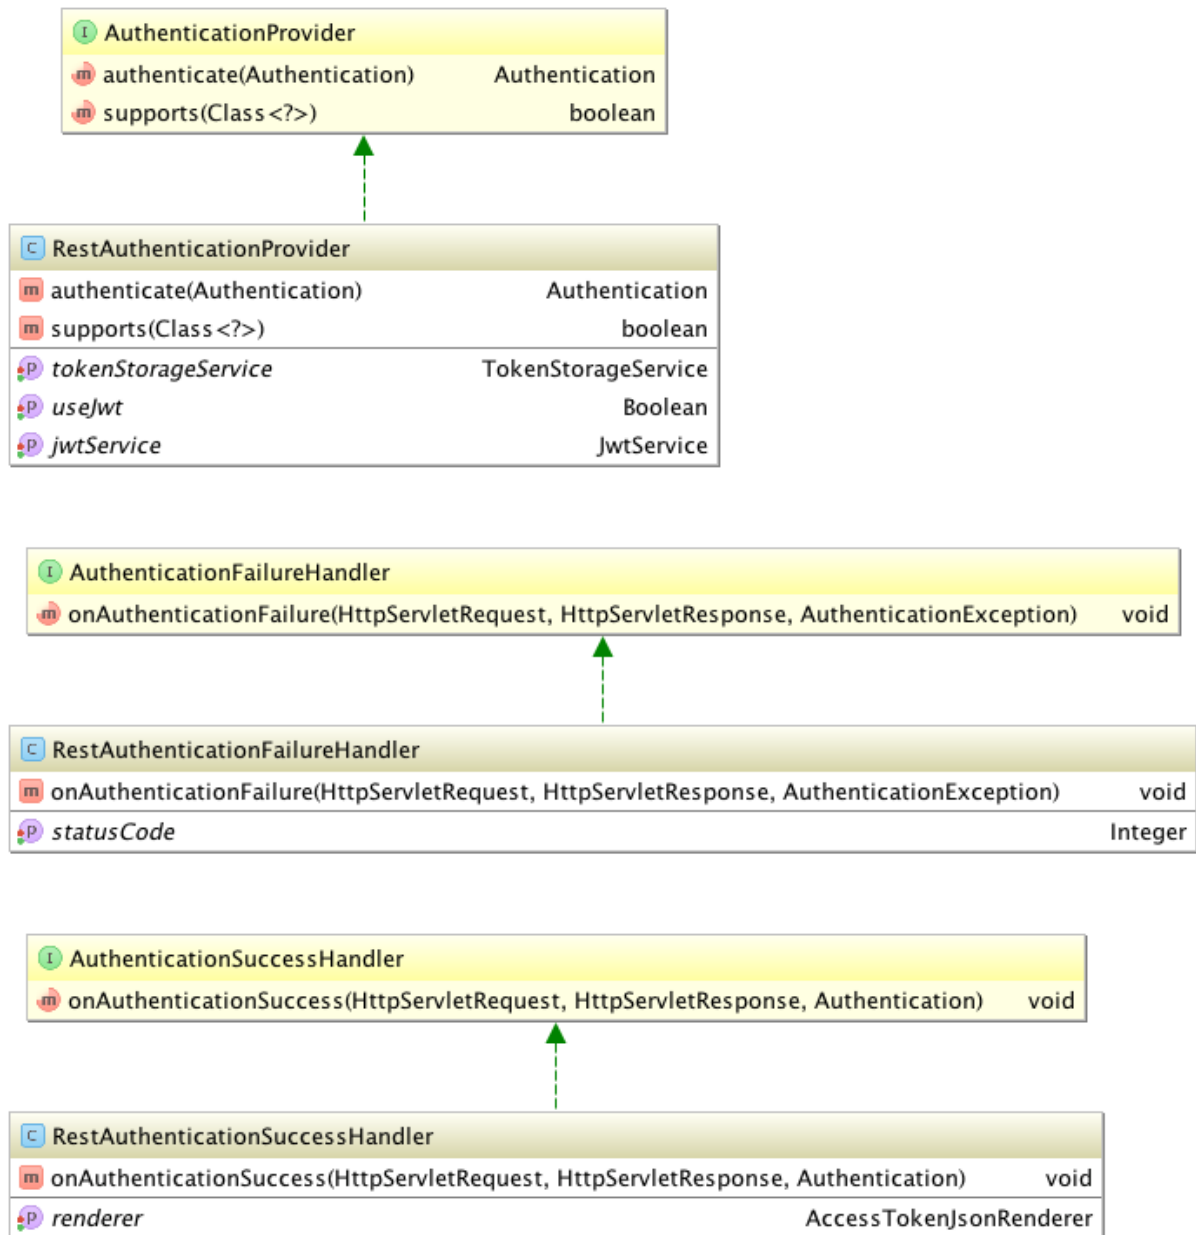 I AuthenticationProvider
m authenticate(Authentication) Authentication
m supports(Class<?>) boolean
C RestAuthenticationProvider
m authenticate(Authentication) Authentication
m supports(Class<?>) boolean
P tokenStorageService TokenStorageService
P useJwt Boolean
P jwtService JwtService
I AuthenticationFailureHandler
m onAuthenticationFailure(HttpServletRequest, HttpServletResponse, AuthenticationException) void
C RestAuthenticationFailureHandler
m onAuthenticationFailure(HttpServletRequest, HttpServletResponse, AuthenticationException) void
P statusCode Integer
I AuthenticationSuccessHandler
m onAuthenticationSuccess(HttpServletRequest, HttpServletResponse, Authentication) void
C RestAuthenticationSuccessHandler
m onAuthenticationSuccess(HttpServletRequest, HttpServletResponse, Authentication) void
P renderer AccessTokenJsonRenderer